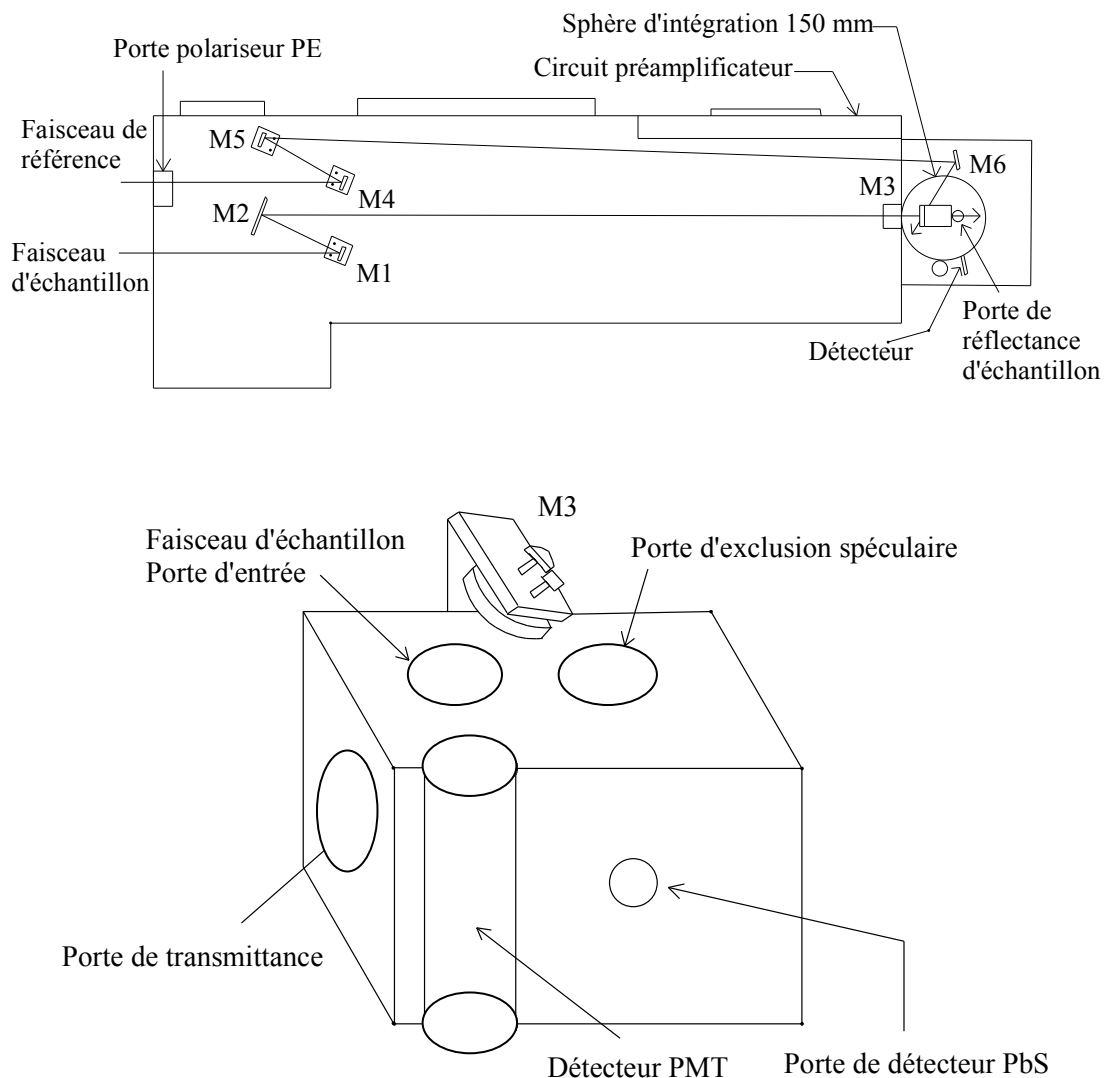 Sphère d'intégration 150 mm
Porte polariseur PE
Circuit préamplificateur
Faisceau de
référence
M5
M4
M6
M3
M2
Faisceau
d'échantillon
M1
Porte de
réflectance
d'échantillon
Détecteur
M3
Faisceau d'échantillon
Porte d'entrée
Porte d'exclusion spéculaire
Porte de transmittance
Détecteur PMT
Porte de détecteur PbS